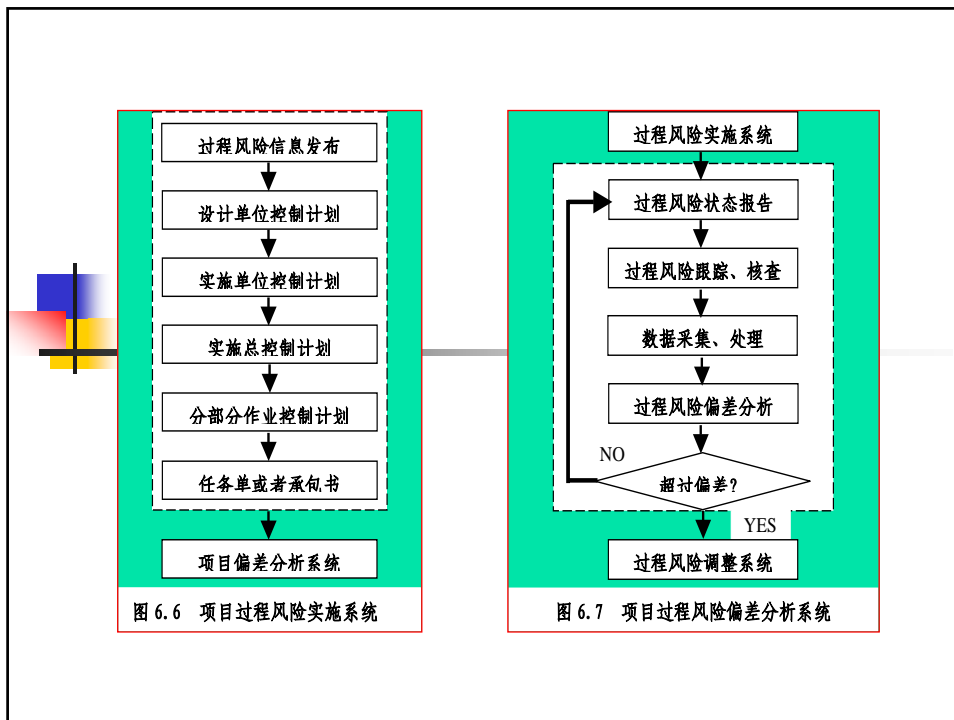 过程风险信息发布
设计单位控制计划
实施单位控制计划
实施总控制计划
分部分作业控制计划
任务单或者承包书
项目偏差分析系统
图 6.6 项目过程风险实施系统
过程风险实施系统
过程风险状态报告
过程风险跟踪、核查
数据采集、处理
过程风险偏差分析
NO
超过偏差?
YES
过程风险调整系统
图 6.7 项目过程风险偏差分析系统